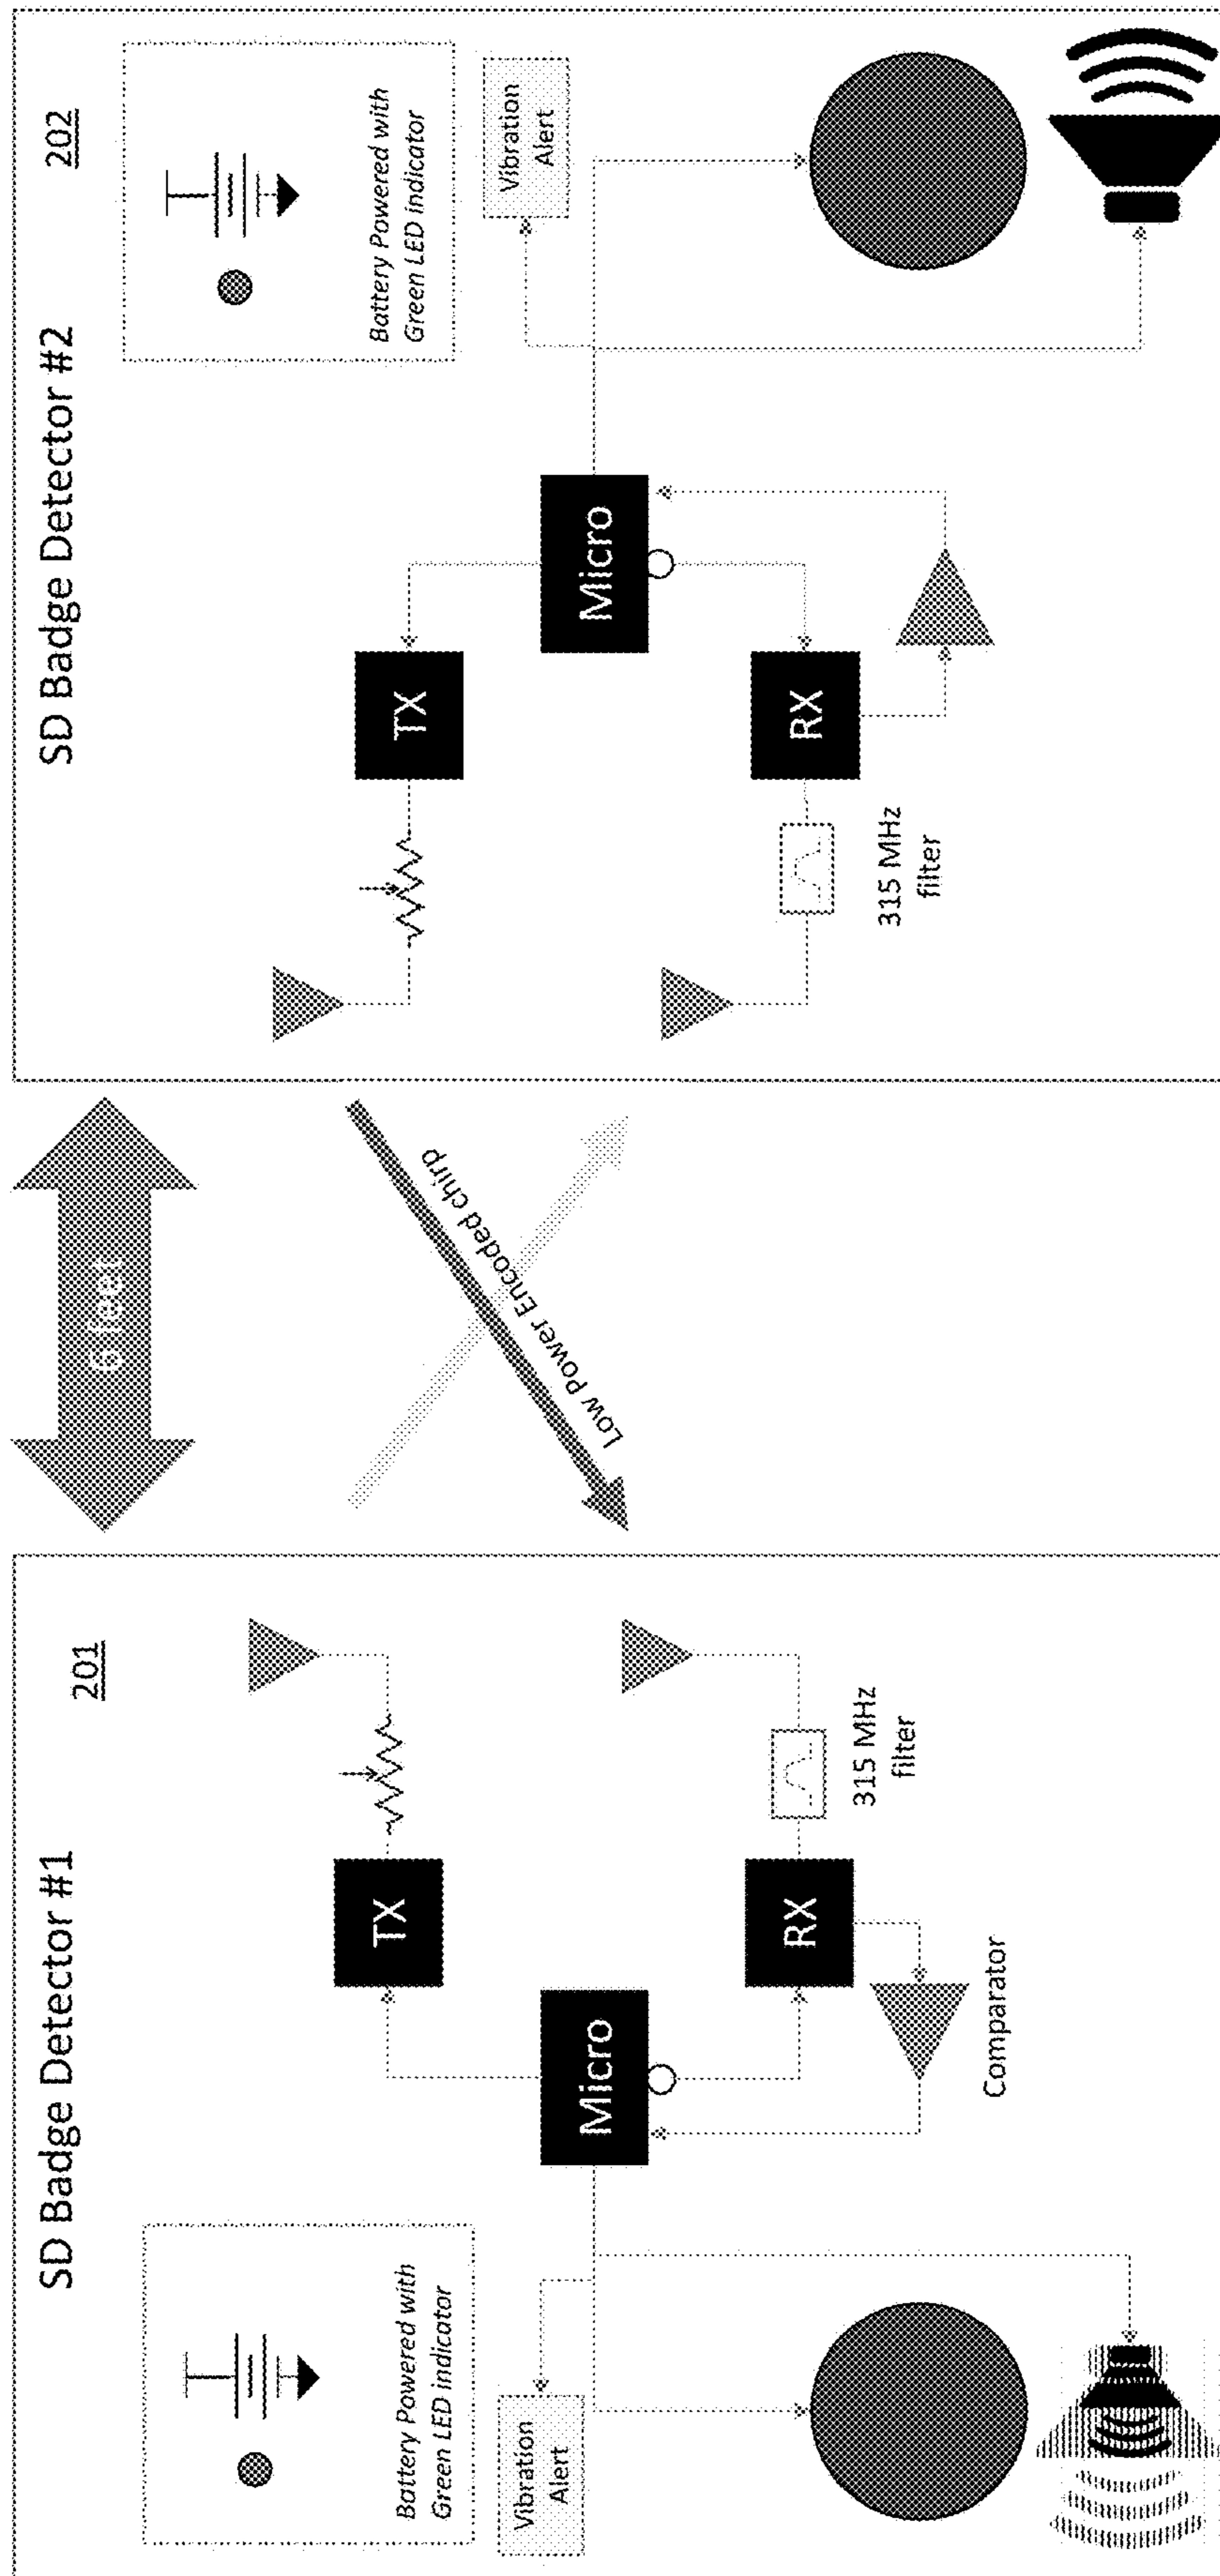 SD Badge Detector #1
201
Battery Powered with
Green LED indicator
Vibration
Alert
Micro
TX
RX
315 MHz
filter
Comparator
6 feet
Low Power Encoded chirp
SD Badge Detector #2
202
Battery Powered with
Green LED indicator
Vibration
Alert
Micro
TX
RX
315 MHz
filter